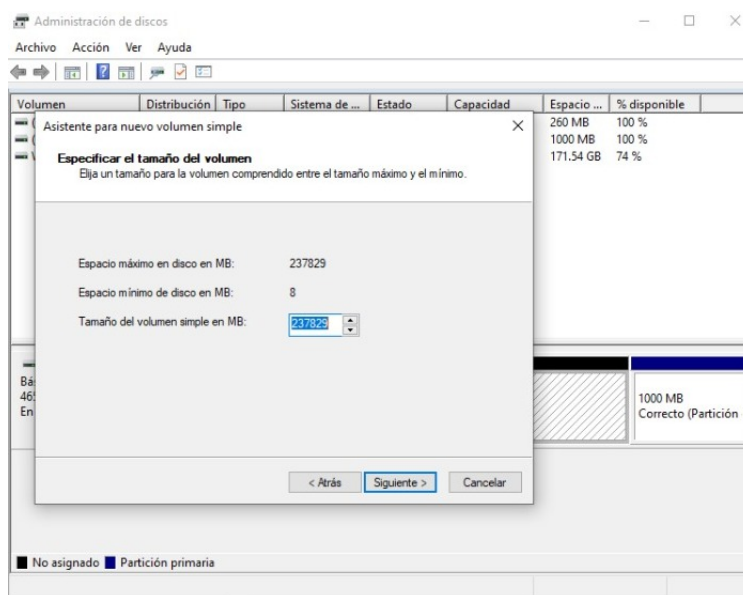 Administración de discos
Archivo Acción Ver Ayuda
Volumen Distribución Tipo Sistema de ... Estado Capacidad Espacio ... % disponible
260 MB 100 %
1000 MB 100 %
171.54 GB 74 %
Asistente para nuevo volumen simple
Especificar el tamaño del volumen
Elija un tamaño para la volumen comprendido entre el tamaño máximo y el mínimo.
Espacio máximo en disco en MB: 237829
Espacio mínimo de disco en MB: 8
Tamaño del volumen simple en MB: 237829
< Atrás Siguiente > Cancelar
Bá
465
En
1000 MB
Correcto (Partición
No asignado Partición primaria